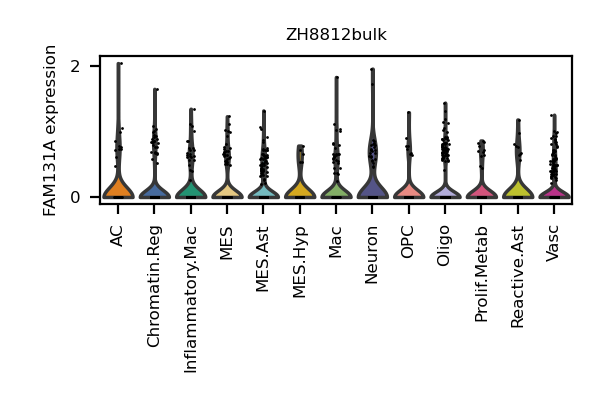 ZH8812bulk
FAM131A expression
2
0
AC
Chromatin.Reg
Inflammatory.Mac
MES
MES.Ast
MES.Hyp
Mac
Neuron
OPC
Oligo
Prolif.Metab
Reactive.Ast
Vasc